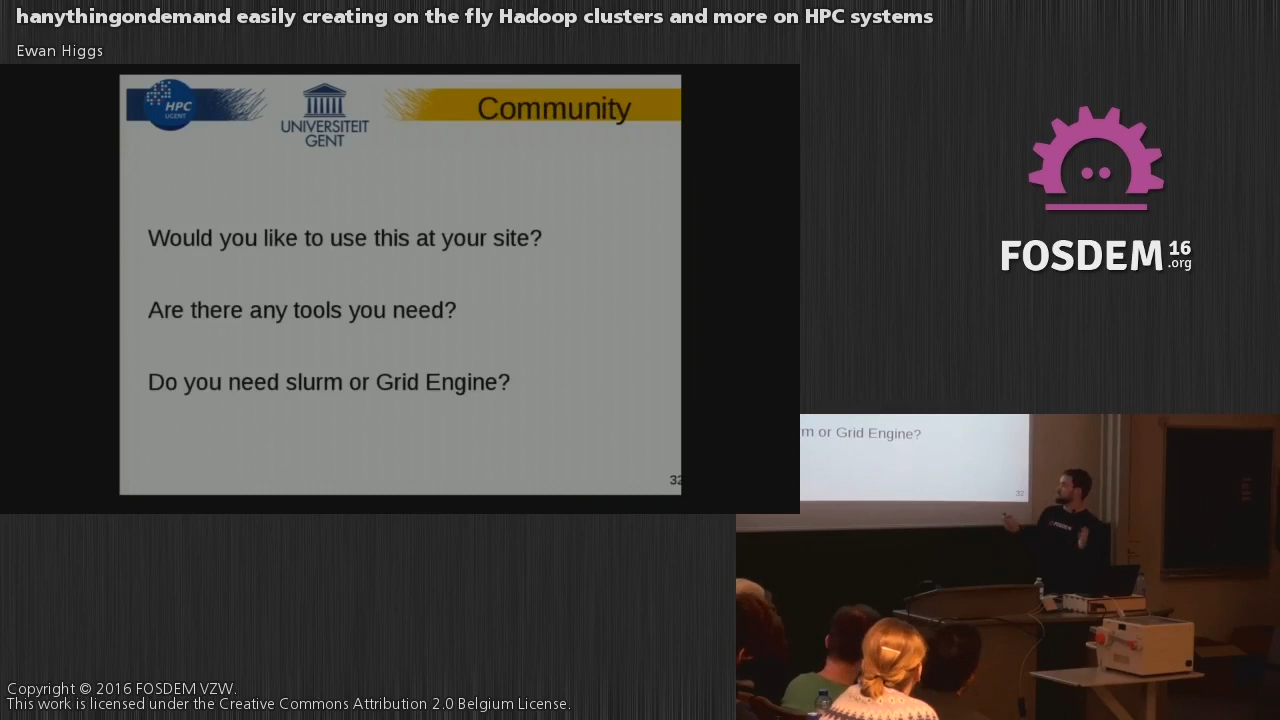 hanythingondemand easily creating on the fly Hadoop clusters and more on HPC systems
Ewan Higgs
HPC
UGENT
UNIVERSITEIT
GENT
Community
Would you like to use this at your site?
Are there any tools you need?
Do you need slurm or Grid Engine?
32
FOSDEM 16
.org
m or Grid Engine?
32
Copyright © 2016 FOSDEM VZW.
This work is licensed under the Creative Commons Attribution 2.0 Belgium License.